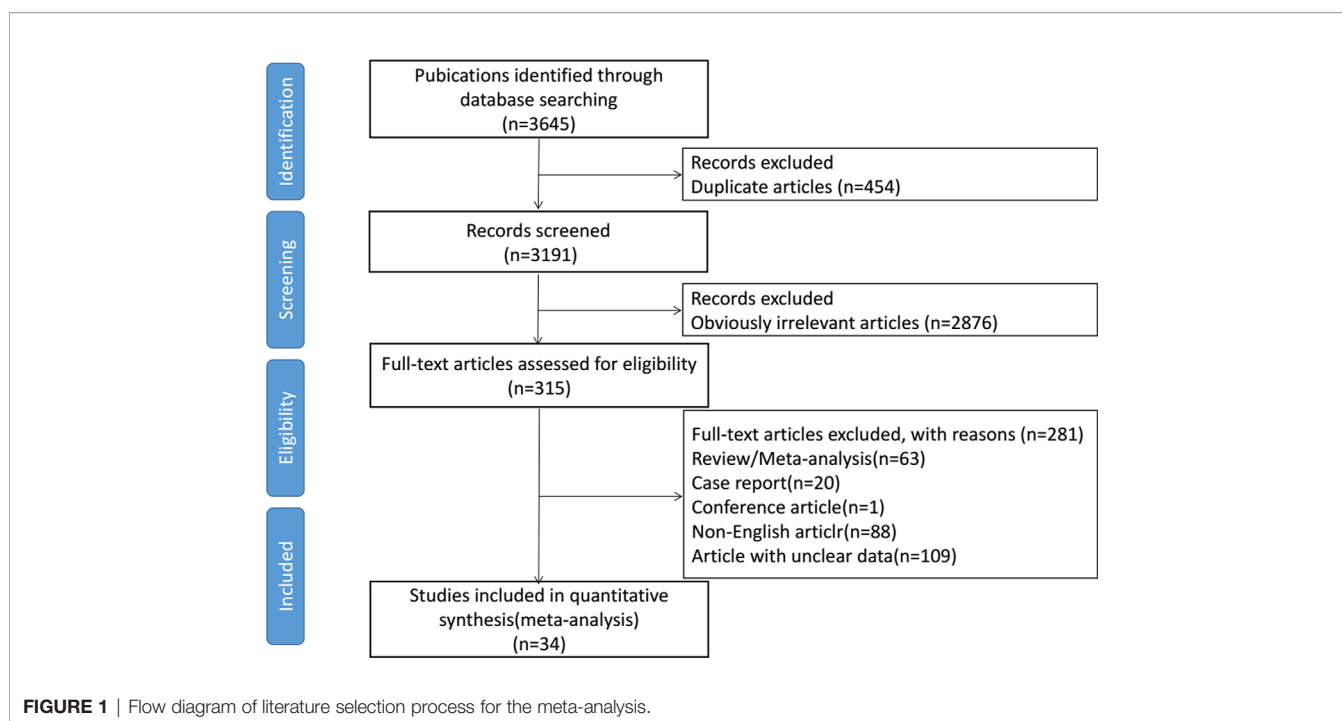 Identification
Pubications identified through
database searching
(n=3645)
Records excluded
Duplicate articles (n=454)
Screening
Records screened
(n=3191)
Records excluded
Obviously irrelevant articles (n=2876)
Eligibility
Full-text articles assessed for eligibility
(n=315)
Full-text articles excluded, with reasons (n=281)
Review/Meta-analysis(n=63)
Case report(n=20)
Conference article(n=1)
Non-English articlr(n=88)
Article with unclear data(n=109)
Included
Studies included in quantitative
synthesis(meta-analysis)
(n=34)
FIGURE 1 | Flow diagram of literature selection process for the meta-analysis.